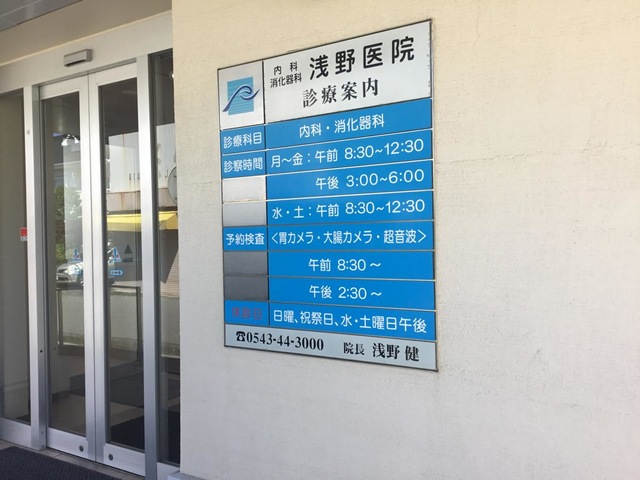 内科
消化器科
浅野医院
診療案内
診療科目 内科・消化器科
診察時間 月～金：午前 8:30～12:30
午後 3:00～6:00
水・土：午前 8:30～12:30
予約検査 〈胃カメラ・大腸カメラ・超音波〉
午前 8:30～
午後 2:30～
休診日 日曜、祝祭日、水・土曜日午後
☎0543-44-3000 院長 浅野 健